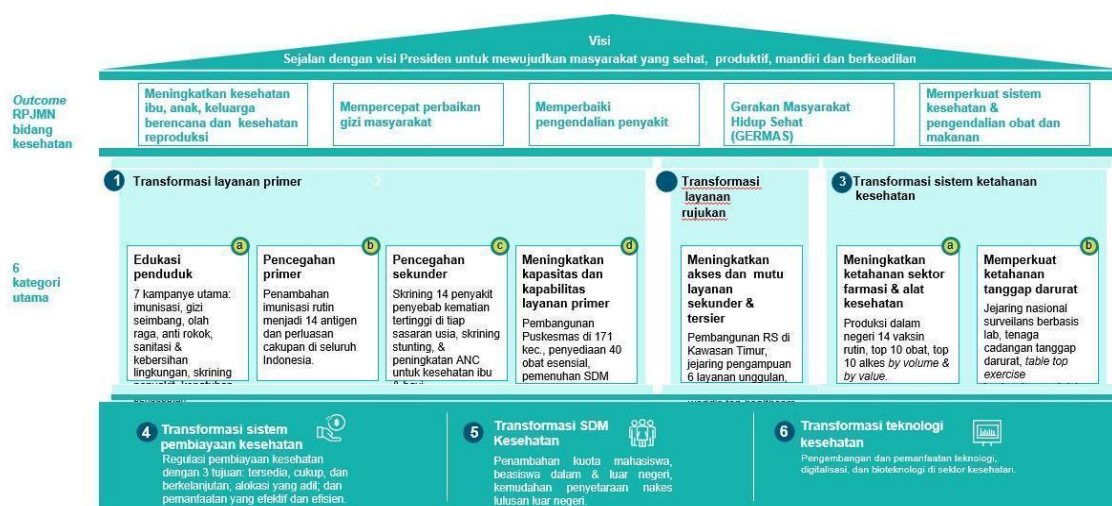 Visi
Sejalan dengan visi Presiden untuk mewujudkan masyarakat yang sehat, produktif, mandiri dan berkeadilan
Outcome
RPJMN
bidang
kesehatan
Meningkatkan kesehatan
ibu, anak, keluarga
berencana dan kesehatan
reproduksi
Mempercepat perbaikan
gizi masyarakat
Memperbaiki
pengendalian penyakit
Gerakan Masyarakat
Hidup Sehat
(GERMAS)
Memperkuat sistem
kesehatan &
pengendalian obat dan
makanan
6
kategori
utama
1 Transformasi layanan primer
2
a
Edukasi
penduduk
7 kampanye utama:
imunisasi, gizi
seimbang, olah
raga, anti rokok,
sanitasi &
kebersihan
lingkungan, skrining
b
Pencegahan
primer
Penambahan
imunisasi rutin
menjadi 14 antigen
dan perluasan
cakupan di seluruh
Indonesia.
c
Pencegahan
sekunder
Skrining 14 penyakit
penyebab kematian
tertinggi di tiap
sasaran usia, skrining
stunting, &
peningkatan ANC
untuk kesehatan ibu
d
Meningkatkan
kapasitas dan
kapabilitas
layanan primer
Pembangunan
Puskesmas di 171
kec., penyediaan 40
obat esensial,
pemenuhan SDM
Transformasi
layanan
rujukan
Meningkatkan
akses dan mutu
layanan
sekunder &
tersier
Pembangunan RS di
Kawasan Timur,
jejaring pengampuan
6 layanan unggulan,
3 Transformasi sistem ketahanan
kesehatan
a
Meningkatkan
ketahanan sektor
farmasi & alat
kesehatan
Produksi dalam
negeri 14 vaksin
rutin, top 10 obat, top
10 alkes by volume &
by value.
b
Memperkuat
ketahanan
tanggap darurat
Jejaring nasional
surveilans berbasis
lab, tenaga
cadangan tanggap
darurat, table top
exercise
4 Transformasi sistem
pembiayaan kesehatan
Regulasi pembiayaan kesehatan
dengan 3 tujuan: tersedia, cukup, dan
berkelanjutan; alokasi yang adil; dan
pemanfaatan yang efektif dan efisien.
5 Transformasi SDM
Kesehatan
Penambahan kuota mahasiswa,
beasiswa dalam & luar negeri,
kemudahan penyetaraan nakes
lulusan luar negeri.
6 Transformasi teknologi
kesehatan
Pengembangan dan pemanfaatan teknologi,
digitalisasi, dan bioteknologi di sektor kesehatan.